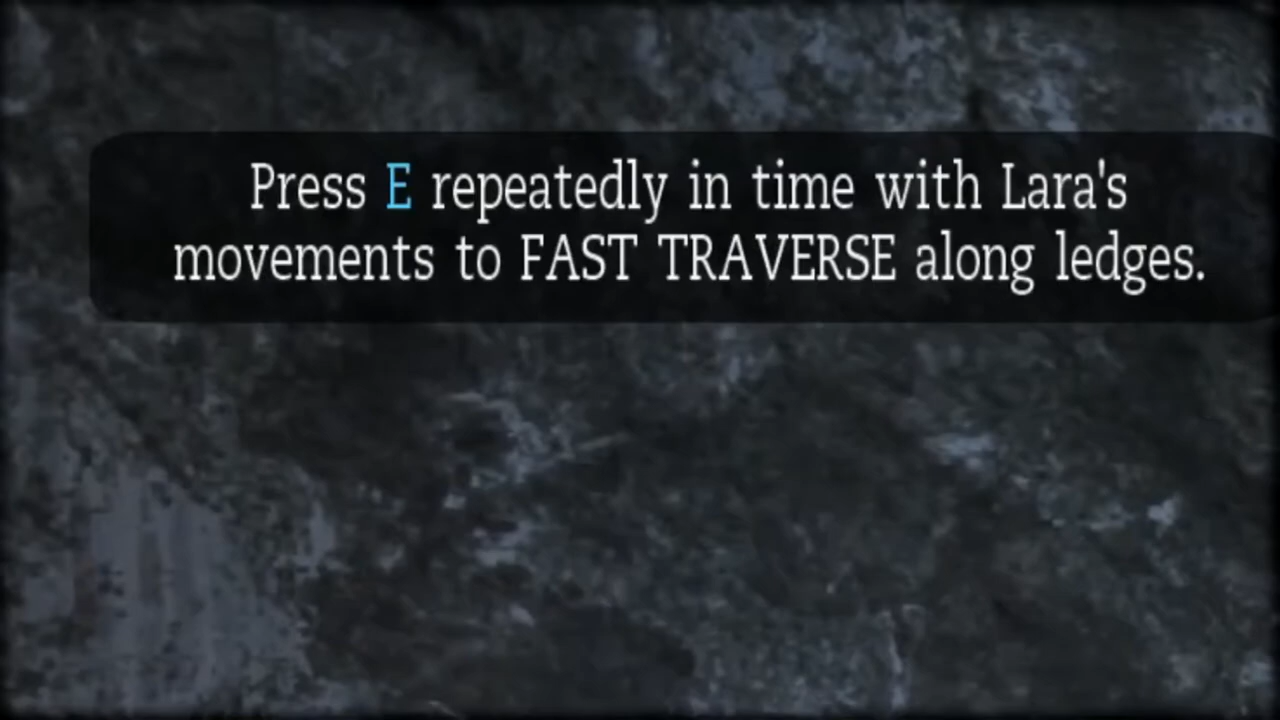 Press E repeatedly in time with Lara's
movements to FAST TRAVERSE along ledges.